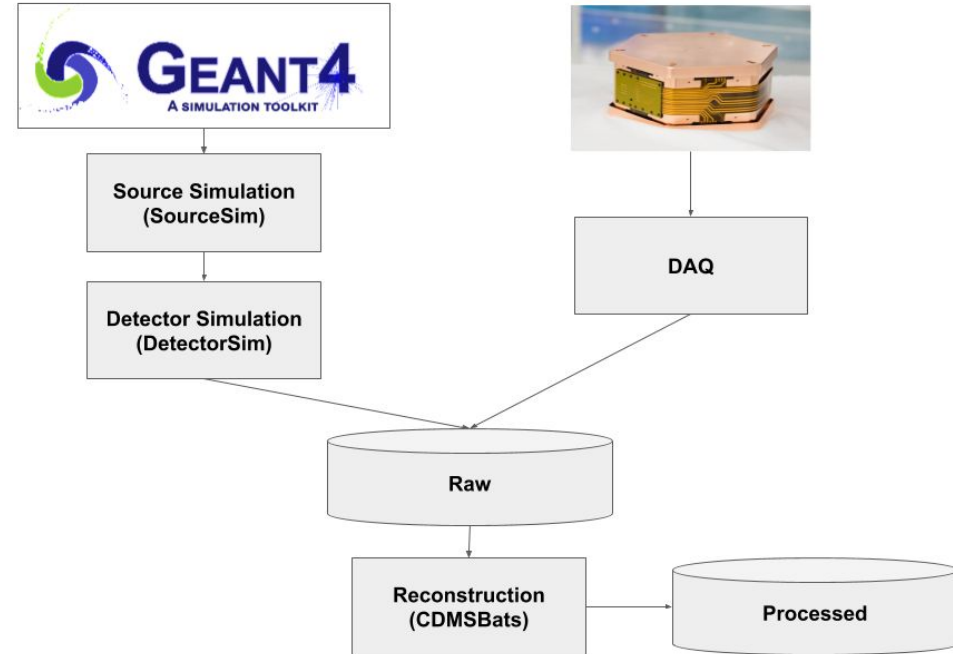 GEANT4
A SIMULATION TOOLKIT
Source Simulation
(SourceSim)
DAQ
Detector Simulation
(DetectorSim)
Raw
Reconstruction
(CDMSBats)
Processed